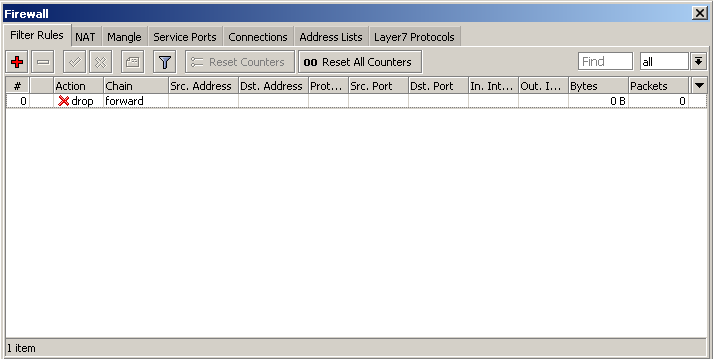 Firewall
Filter Rules NAT Mangle Service Ports Connections Address Lists Layer7 Protocols
Reset Counters 00 Reset All Counters Find all
# Action Chain Src. Address Dst. Address Prot... Src. Port Dst. Port In. Int... Out. I... Bytes Packets
0 drop forward 0 B 0
1 item